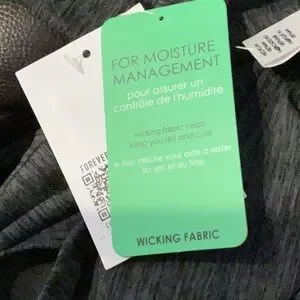 FOR MOISTURE
MANAGEMENT
pour assurer un
contrôle de l'humidité
wicking fabric helps
keep you dry and cool
le tissu mèche vous aide à rester
au sec et au frais
WICKING FABRIC
FOREVER